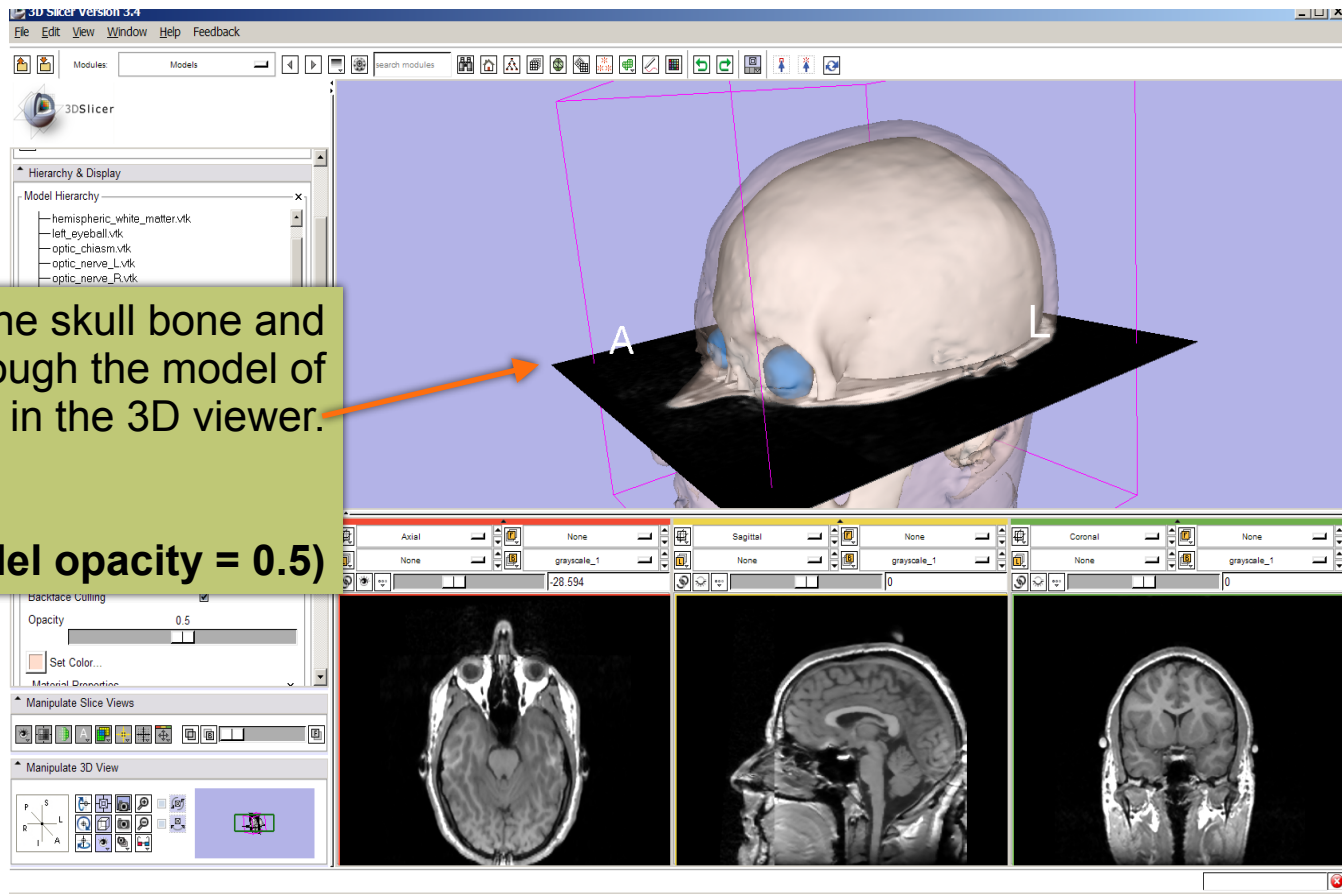 3D Slicer Version 3.4
File Edit View Window Help Feedback
Modules: Models search modules
3DSlicer
Hierarchy & Display
Model Hierarchy x
hemispheric_white_matter.vtk
left_eyeball.vtk
optic_chiasm.vtk
optic_nerve_L.vtk
optic_nerve_R.vtk
he skull bone and
ough the model of
in the 3D viewer.
del opacity = 0.5)
Backface Culling
Opacity 0.5
Set Color...
Material Properties
Manipulate Slice Views
Manipulate 3D View
P S
R L
I A
A
L
Axial None
None grayscale_1
-28.594
Sagittal None
None grayscale_1
0
Coronal None
None grayscale_1
0